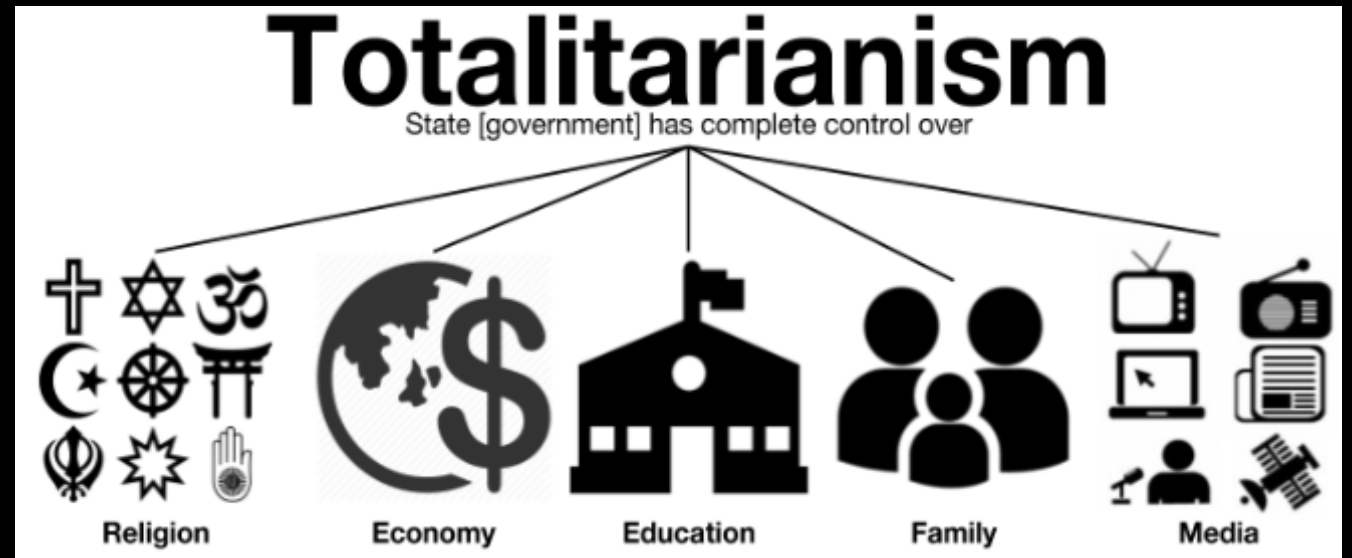 Totalitarianism
State [government] has complete control over
Religion Economy Education Family Media